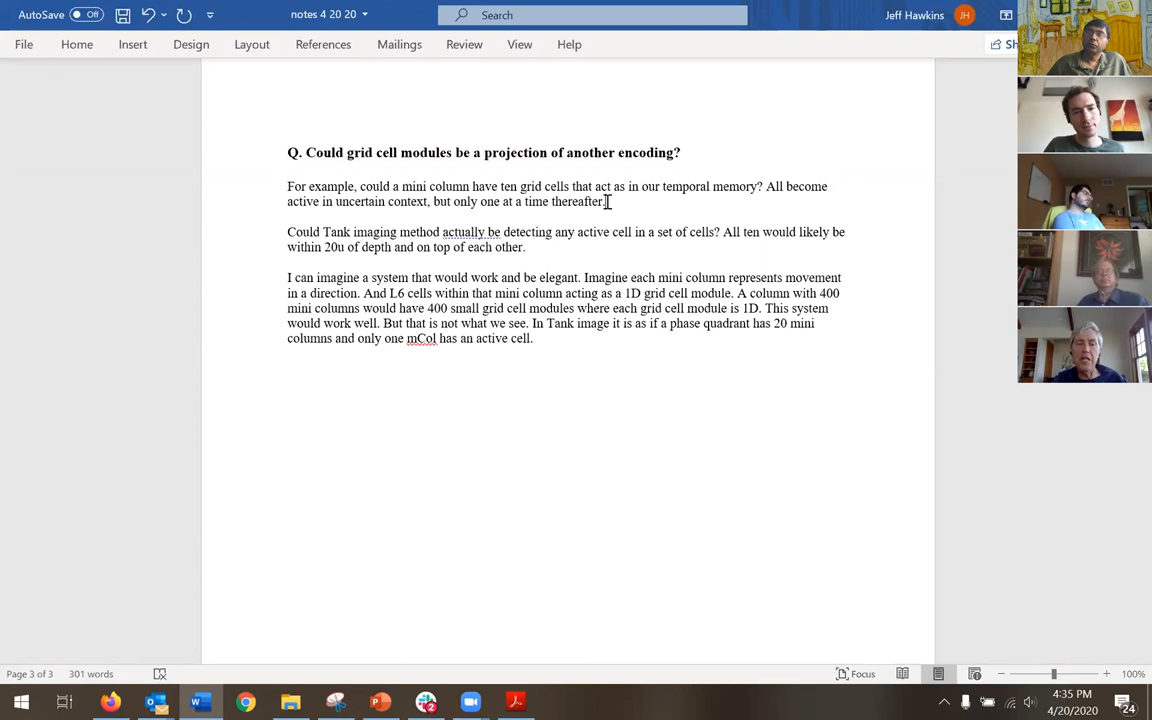 AutoSave Off
notes 4 20 20
Search
Jeff Hawkins
JH
File Home Insert Design Layout References Mailings Review View Help
Sh
Q. Could grid cell modules be a projection of another encoding?
For example, could a mini column have ten grid cells that act as in our temporal memory? All become
active in uncertain context, but only one at a time thereafter.
Could Tank imaging method actually be detecting any active cell in a set of cells? All ten would likely be
within 20u of depth and on top of each other.
I can imagine a system that would work and be elegant. Imagine each mini column represents movement
in a direction. And L6 cells within that mini column acting as a 1D grid cell module. A column with 400
mini columns would have 400 small grid cell modules where each grid cell module is 1D. This system
would work well. But that is not what we see. In Tank image it is as if a phase quadrant has 20 mini
columns and only one mCol has an active cell.
Page 3 of 3 301 words
Focus
100%
4:35 PM
4/20/2020
24
2